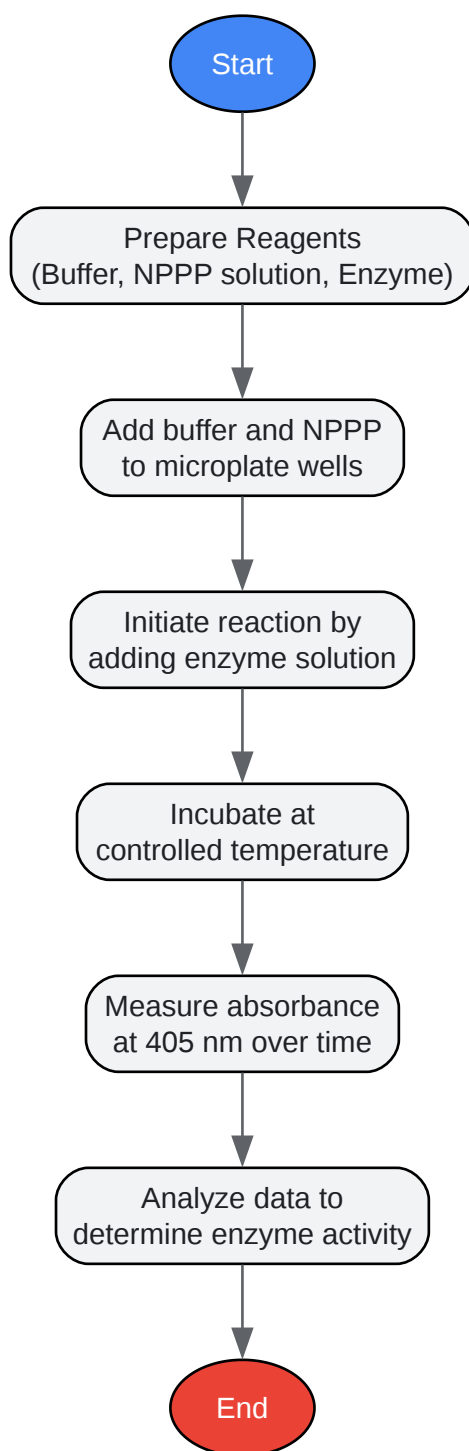 Start
Prepare Reagents
(Buffer, NPPP solution, Enzyme)
Add buffer and NPPP
to microplate wells
Initiate reaction by
adding enzyme solution
Incubate at
controlled temperature
Measure absorbance
at 405 nm over time
Analyze data to
determine enzyme activity
End